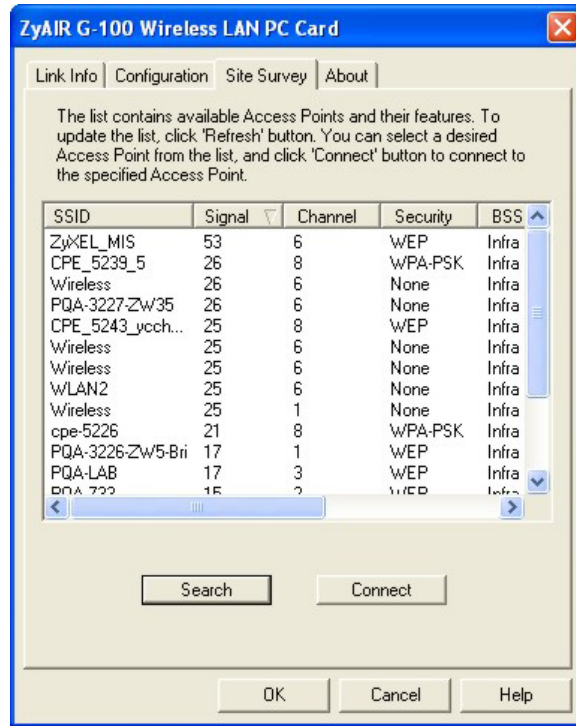 ZyAIR G-100 Wireless LAN PC Card
Link Info Configuration Site Survey About
The list contains available Access Points and their features. To
update the list, click 'Refresh' button. You can select a desired
Access Point from the list, and click 'Connect' button to connect to
the specified Access Point.
SSID Signal Channel Security BSS
ZyXEL_MIS 53 6 WEP Infra
CPE_5239_5 26 8 WPA-PSK Infra
Wireless 26 6 None Infra
PQA-3227-ZW35 26 6 None Infra
CPE_5243_ycch... 25 8 WEP Infra
Wireless 25 6 None Infra
Wireless 25 6 None Infra
WLAN2 25 6 None Infra
Wireless 25 1 None Infra
cpe-5226 21 8 WPA-PSK Infra
PQA-3226-ZW5-Bri 17 1 WEP Infra
PQA-LAB 17 3 WEP Infra
Search Connect
OK Cancel Help